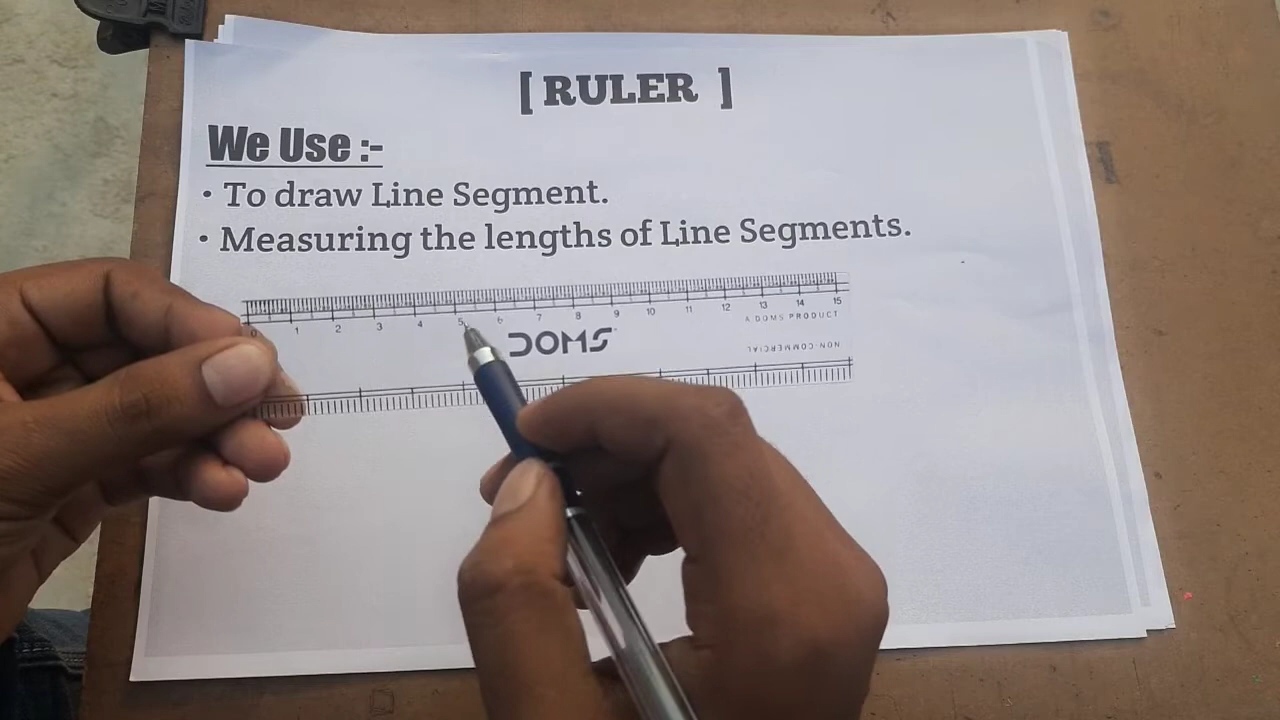 [ RULER ]
We Use :-
• To draw Line Segment.
• Measuring the lengths of Line Segments.
0 1 2 3 4 5 6 7 8 9 10 11 12 13 14 15
DOMS
A DOMS PRODUCT
NON-COMMERCIAL